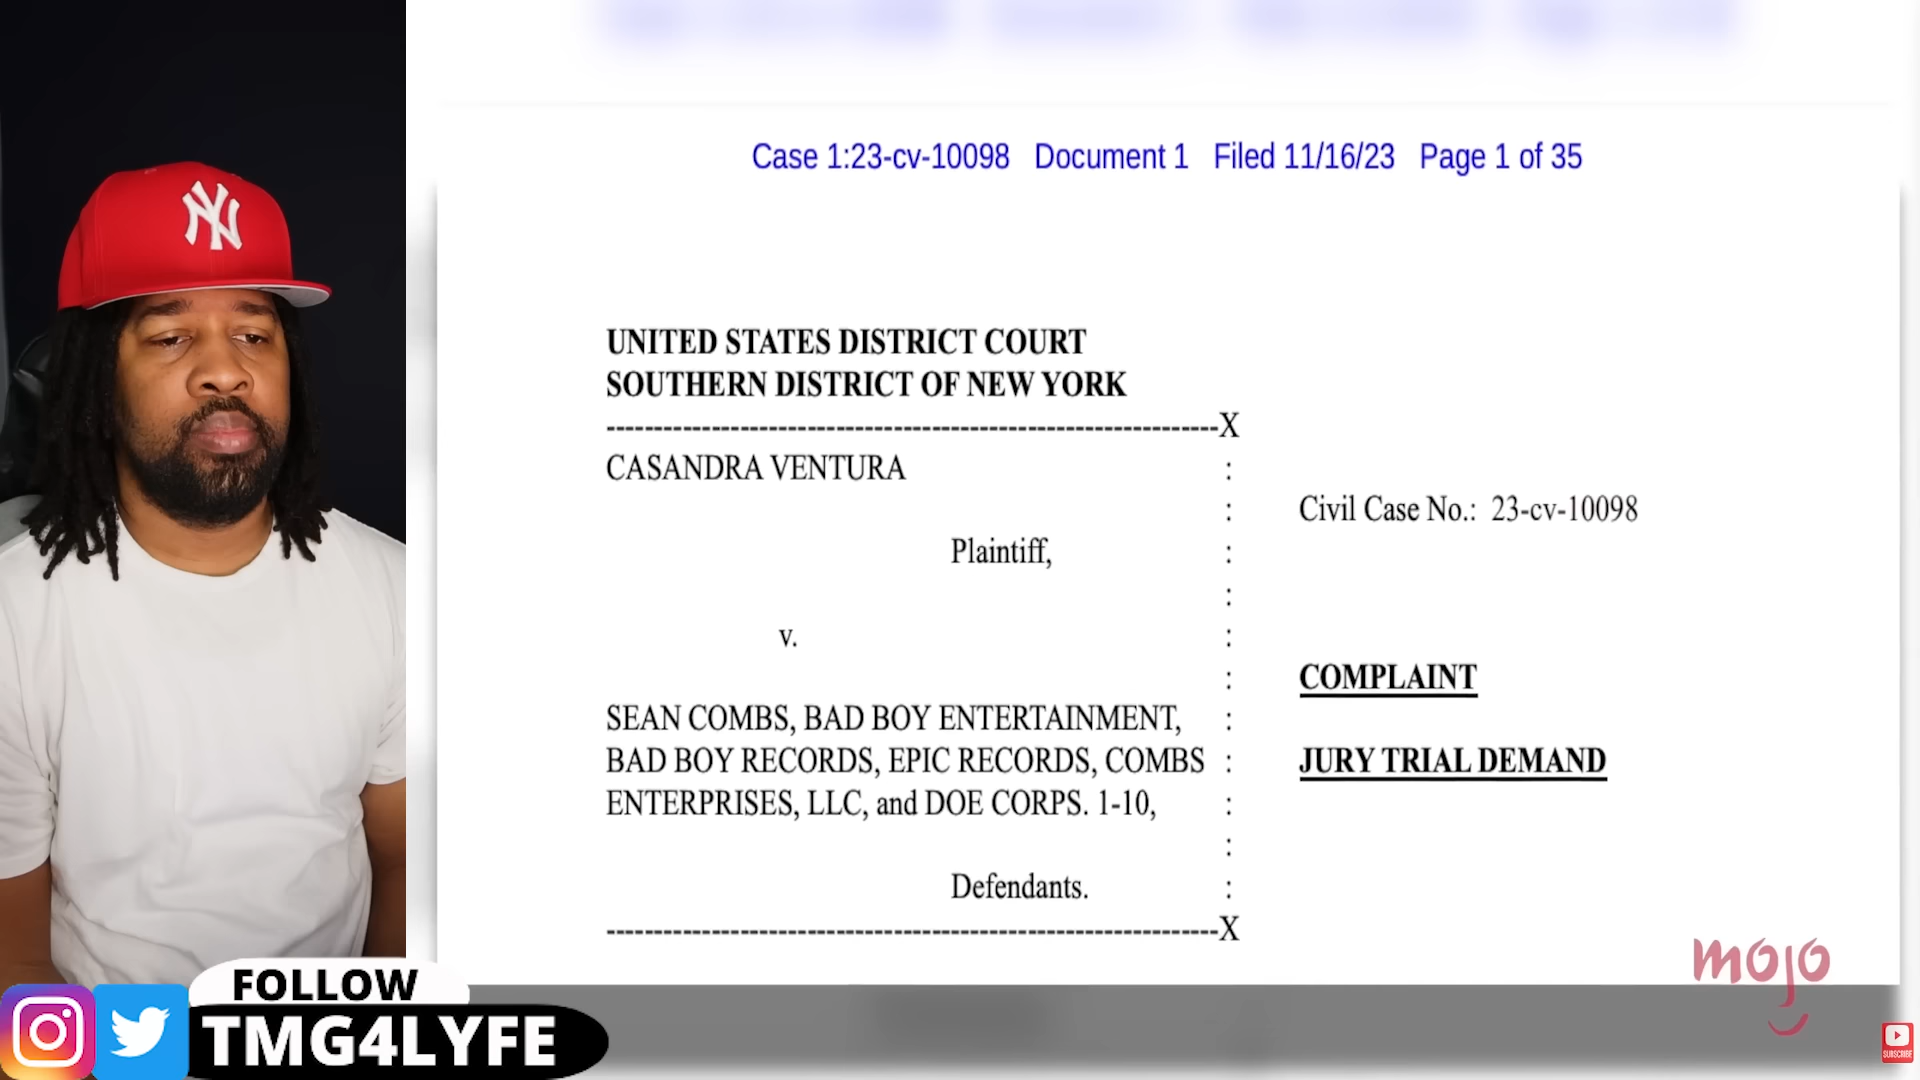 Case 1:23-cv-10098 Document 1 Filed 11/16/23 Page 1 of 35
UNITED STATES DISTRICT COURT
SOUTHERN DISTRICT OF NEW YORK
------------------------------------------------------------------X
CASANDRA VENTURA :
: Civil Case No.: 23-cv-10098
Plaintiff, :
:
v. :
: COMPLAINT
SEAN COMBS, BAD BOY ENTERTAINMENT, :
BAD BOY RECORDS, EPIC RECORDS, COMBS : JURY TRIAL DEMAND
ENTERPRISES, LLC, and DOE CORPS. 1-10, :
:
Defendants. :
------------------------------------------------------------------X
NY
mojo
FOLLOW
TMG4LYFE
SUBSCRIBE